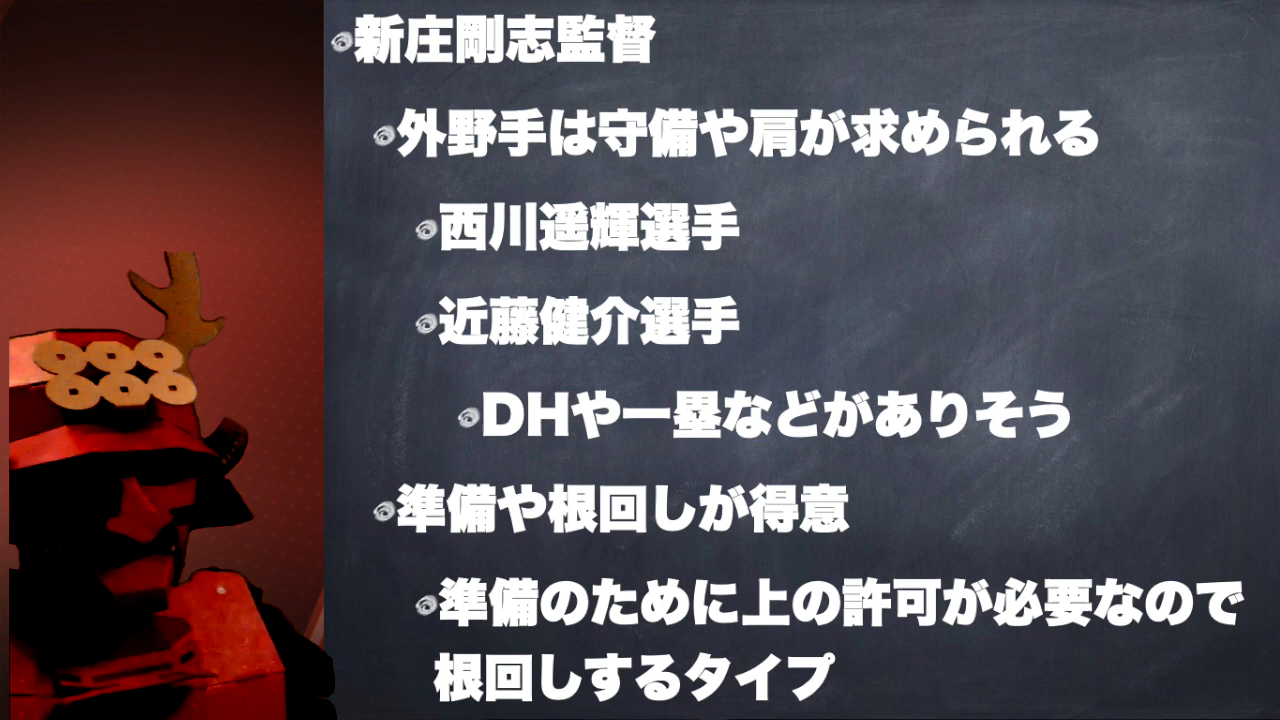 新庄剛志監督
外野手は守備や肩が求められる
西川遥輝選手
近藤健介選手
DHや一塁などがありそう
準備や根回しが得意
準備のために上の許可が必要なので
根回しするタイプ